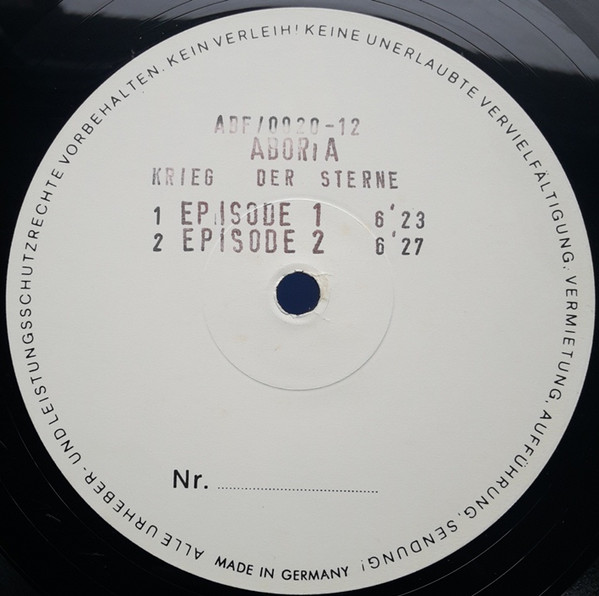 ADF/0020-12
ABORiA
KRIEG DER STERNE
1 EPISODE 1 6'23
2 EPISODE 2 6'27
Nr.
ALLE URHEBER- UND LEISTUNGSSCHUTZRECHTE VORBEHALTEN. KEIN VERLEIH! KEINE UNERLAUBTE VERVIELFÄLTIGUNG, VERMIETUNG, AUFFÜHRUNG, SENDUNG!
MADE IN GERMANY